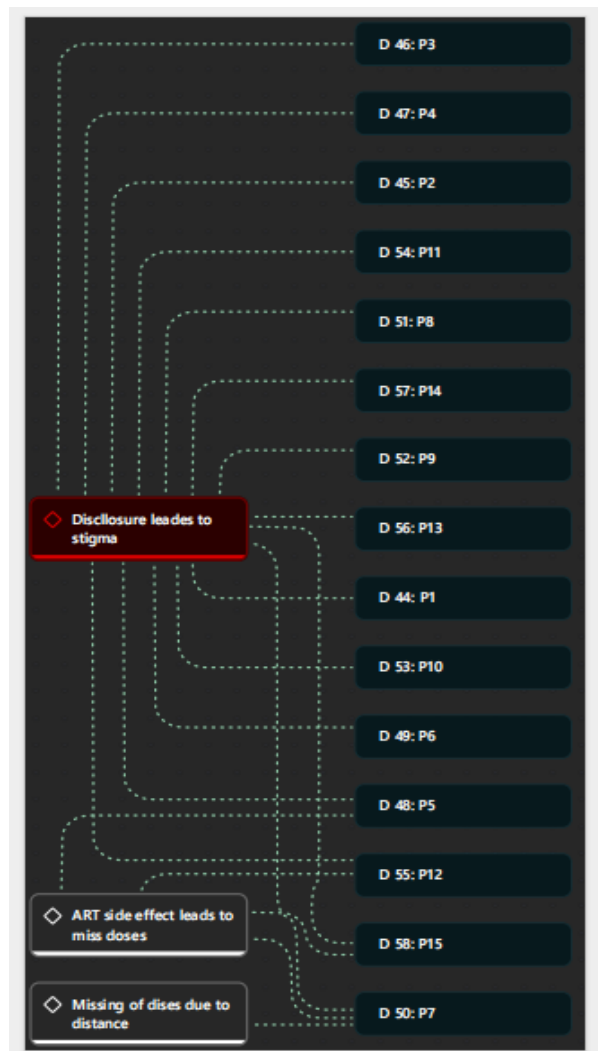 D 46: P3
D 47: P4
D 45: P2
D 54: P11
D 51: P8
D 57: P14
D 52: P9
Discllosure leades to
stigma
D 56: P13
D 44: P1
D 53: P10
D 49: P6
D 48: P5
D 55: P12
ART side effect leads to
miss doses
D 58: P15
Missing of dises due to
distance
D 50: P7